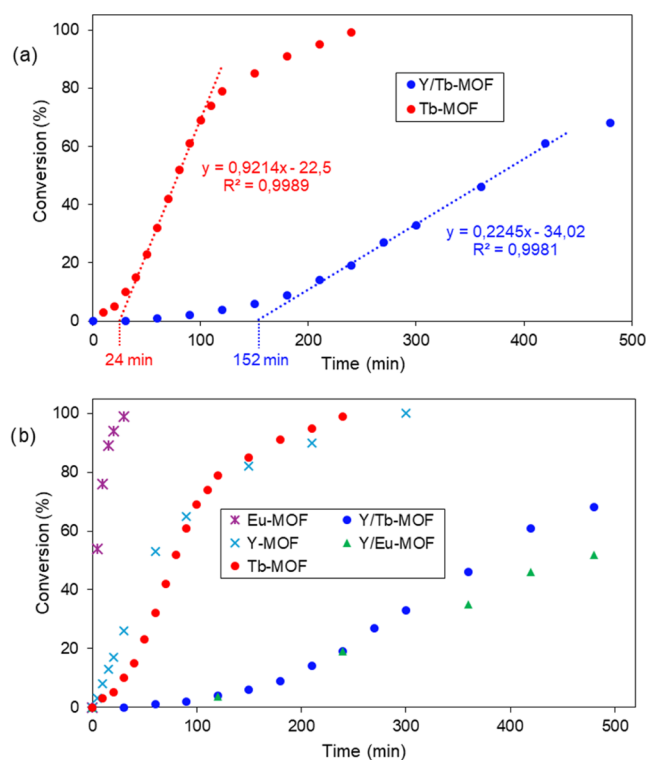 (a)
Conversion (%)
100
80
60
40
20
0
Y/Tb-MOF
Tb-MOF
y = 0,9214x - 22,5
R² = 0,9989
y = 0,2245x - 34,02
R² = 0,9981
0 100 200 300 400 500
24 min 152 min Time (min)
(b)
Conversion (%)
100
80
60
40
20
0
Eu-MOF Y/Tb-MOF
Y-MOF Y/Eu-MOF
Tb-MOF
0 100 200 300 400 500
Time (min)